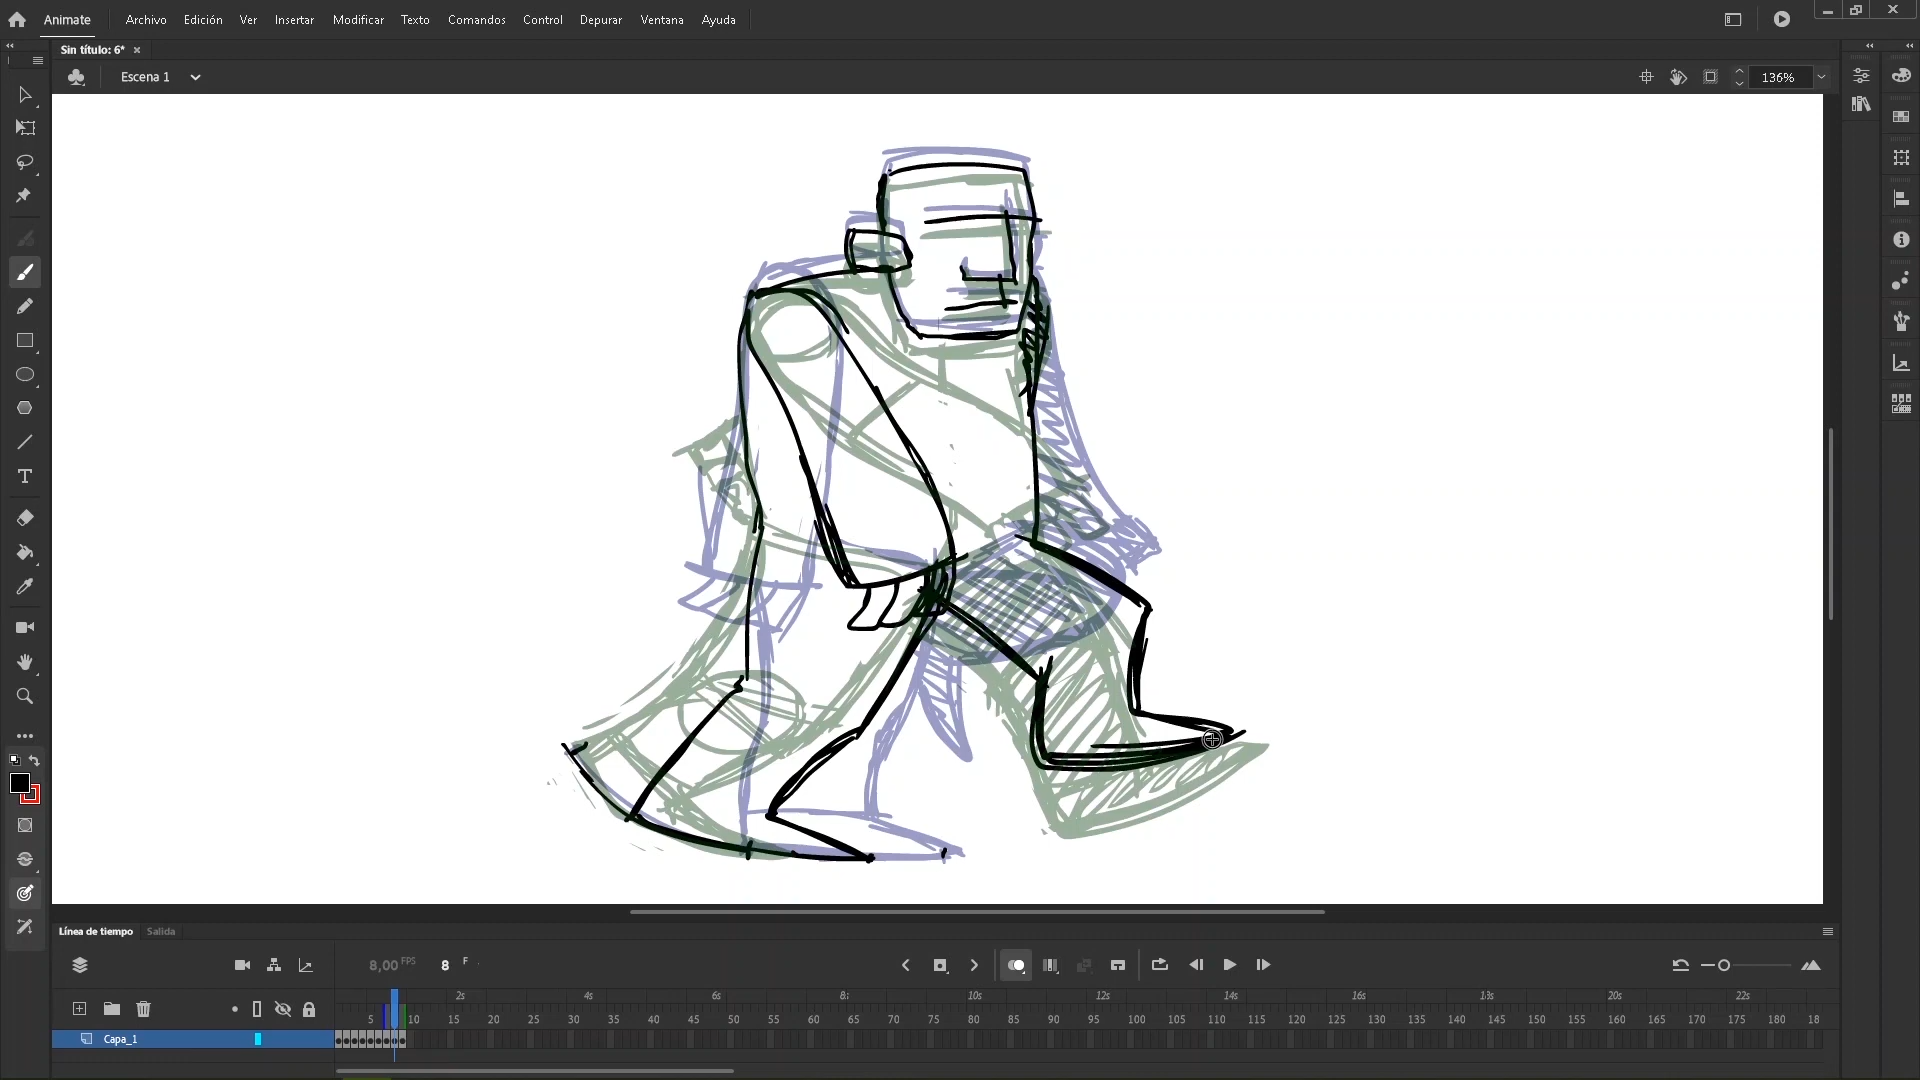 Animate Archivo Edición Ver Insertar Modificar Texto Comandos Control Depurar Ventana Ayuda
Sin título: 6*
Escena 1
136%
Línea de tiempo Salida
8,00 FPS 8 F
2s 4s 6s 8s 10s 12s 14s 16s 18s 20s 22s
5 10 15 20 25 30 35 40 45 50 55 60 65 70 75 80 85 90 95 100 105 110 115 120 125 130 135 140 145 150 155 160 165 170 175 180 18
Capa_1